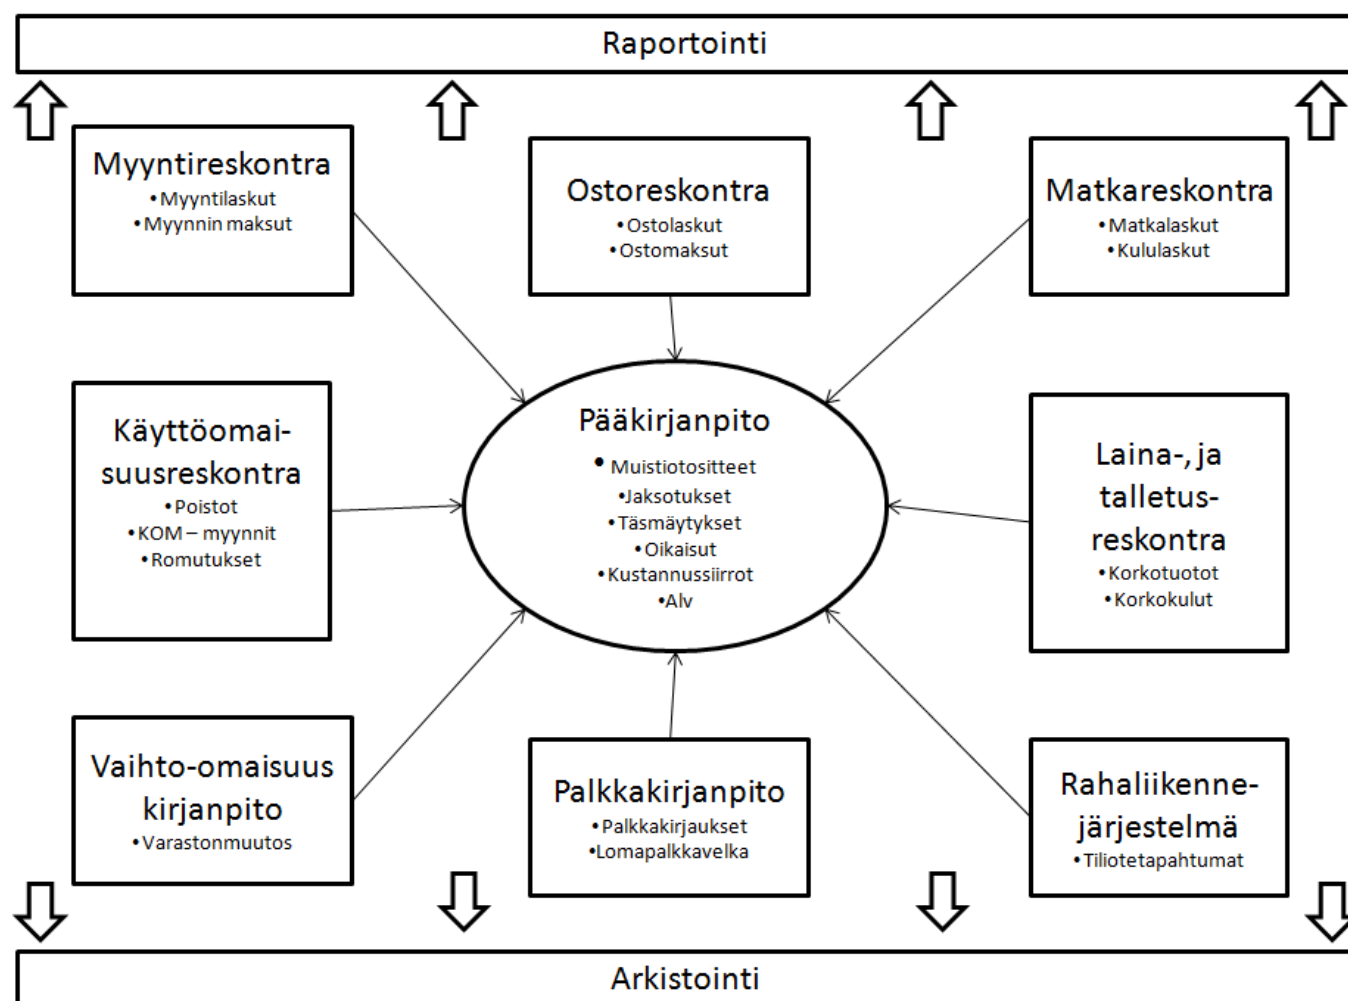 Raportointi
Myyntireskontra
•Myyntilaskut
•Myynnin maksut
Ostoreskontra
•Ostolaskut
•Ostomaksut
Matkareskontra
•Matkalaskut
•Kululaskut
Käyttöomai-
suusreskontra
•Poistot
•KOM – myynnit
•Romutukset
Pääkirjanpito
• Muistiotositteet
•Jaksotukset
•Täsmäytykset
•Oikaisut
•Kustannussiirrot
•Alv
Laina-, ja
talletus-
reskontra
•Korkotuotot
•Korkokulut
Vaihto-omaisuus
kirjanpito
•Varastonmuutos
Palkkakirjanpito
•Palkkakirjaukset
•Lomapalkkavelka
Rahaliikenne-
järjestelmä
•Tiliotetapahtumat
Arkistointi